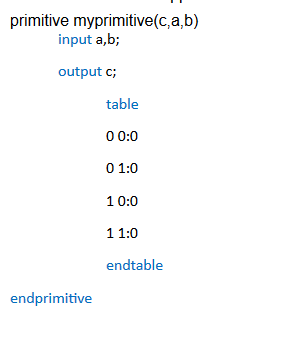 primitive myprimitive(c,a,b)
input a,b;
output c;
table
0 0:0
0 1:0
1 0:0
1 1:0
endtable
endprimitive